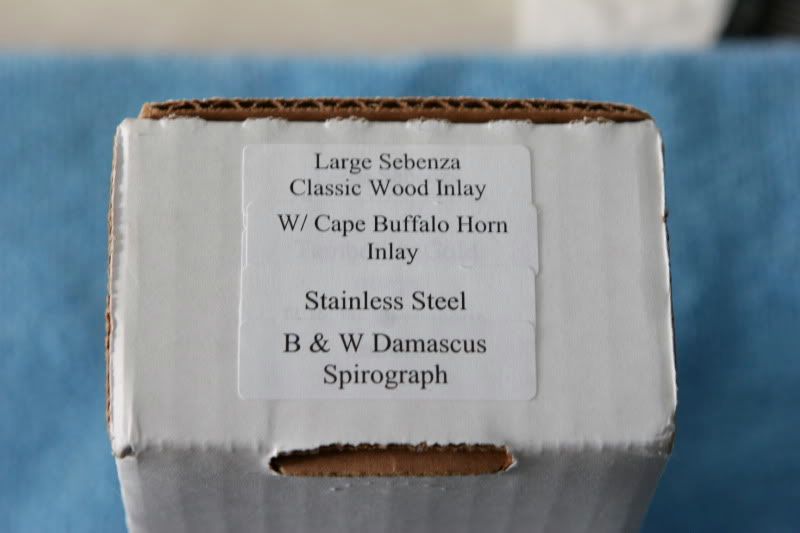 Large Sebenza
Classic Wood Inlay
W/ Cape Buffalo Horn
Inlay
Stainless Steel
B & W Damascus
Spirograph